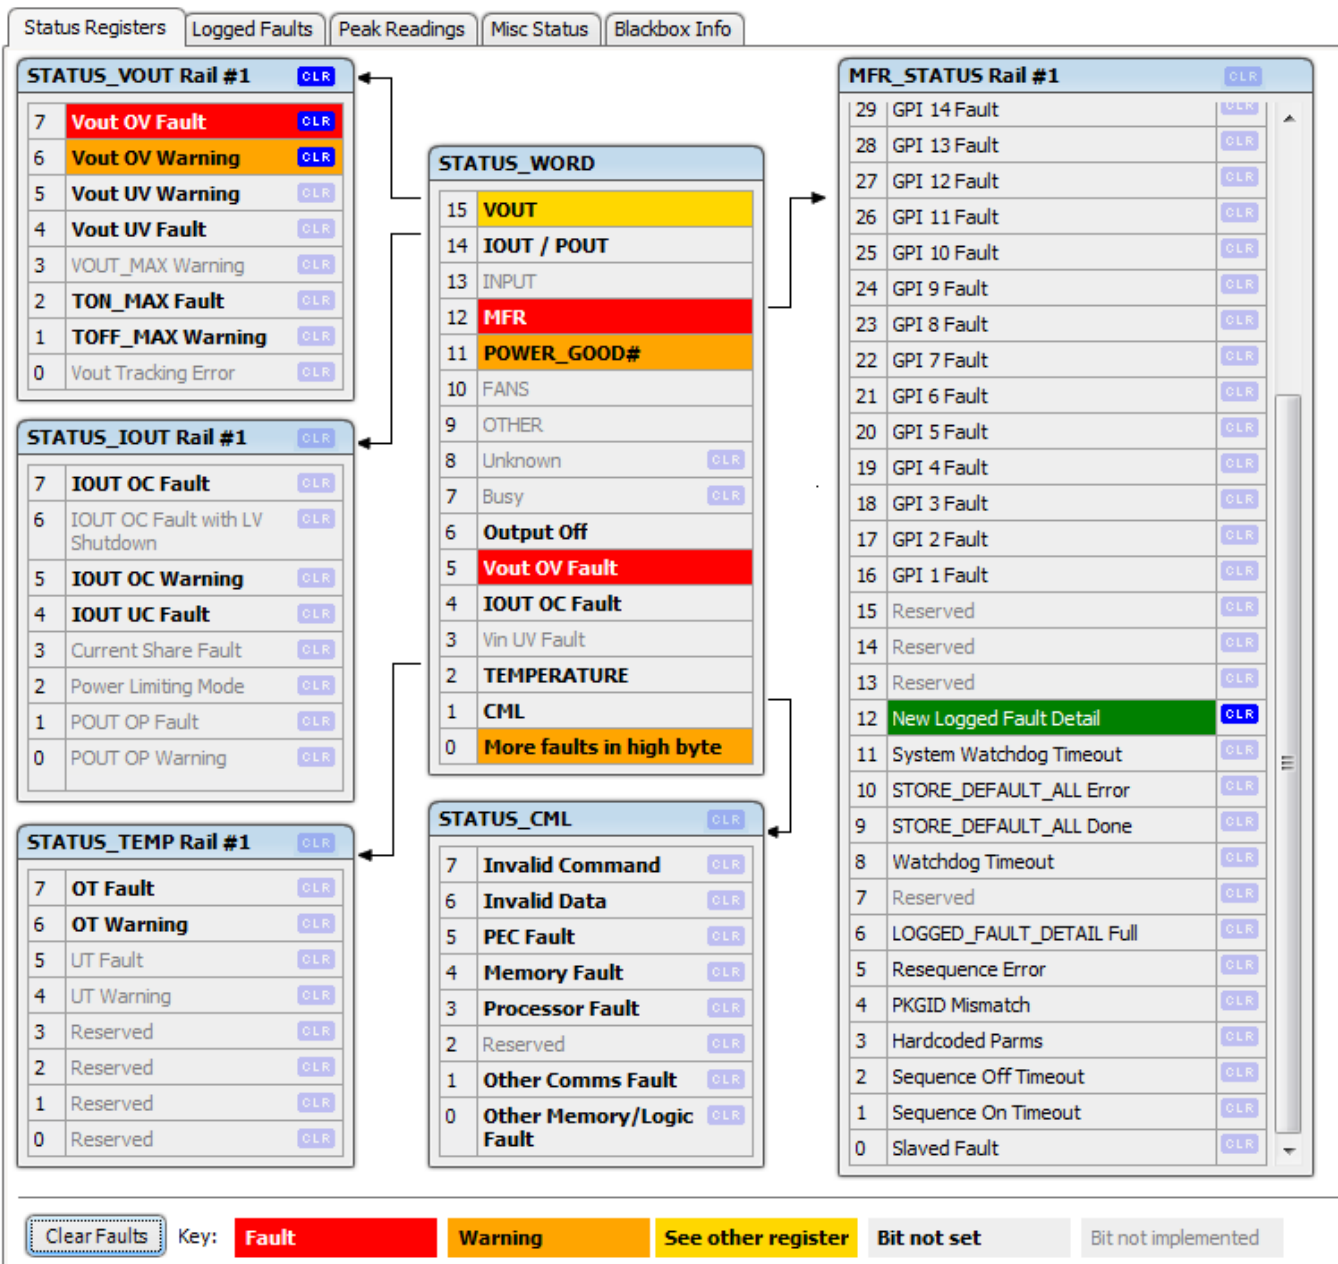 Status Registers Logged Faults Peak Readings Misc Status Blackbox Info
STATUS_VOUT Rail #1 CLR
7 Vout OV Fault CLR
6 Vout OV Warning CLR
5 Vout UV Warning CLR
4 Vout UV Fault CLR
3 VOUT_MAX Warning CLR
2 TON_MAX Fault CLR
1 TOFF_MAX Warning CLR
0 Vout Tracking Error CLR
STATUS_IOUT Rail #1 CLR
7 IOUT OC Fault CLR
6 IOUT OC Fault with LV CLR
Shutdown
5 IOUT OC Warning CLR
4 IOUT UC Fault CLR
3 Current Share Fault CLR
2 Power Limiting Mode CLR
1 POUT OP Fault CLR
0 POUT OP Warning CLR
STATUS_TEMP Rail #1 CLR
7 OT Fault CLR
6 OT Warning CLR
5 UT Fault CLR
4 UT Warning CLR
3 Reserved CLR
2 Reserved CLR
1 Reserved CLR
0 Reserved CLR
STATUS_WORD
15 VOUT
14 IOUT / POUT
13 INPUT
12 MFR
11 POWER_GOOD#
10 FANS
9 OTHER
8 Unknown CLR
7 Busy CLR
6 Output Off
5 Vout OV Fault
4 IOUT OC Fault
3 Vin UV Fault
2 TEMPERATURE
1 CML
0 More faults in high byte
STATUS_CML CLR
7 Invalid Command CLR
6 Invalid Data CLR
5 PEC Fault CLR
4 Memory Fault CLR
3 Processor Fault CLR
2 Reserved CLR
1 Other Comms Fault CLR
0 Other Memory/Logic CLR
Fault
MFR_STATUS Rail #1 CLR
29 GPI 14 Fault CLR
28 GPI 13 Fault CLR
27 GPI 12 Fault CLR
26 GPI 11 Fault CLR
25 GPI 10 Fault CLR
24 GPI 9 Fault CLR
23 GPI 8 Fault CLR
22 GPI 7 Fault CLR
21 GPI 6 Fault CLR
20 GPI 5 Fault CLR
19 GPI 4 Fault CLR
18 GPI 3 Fault CLR
17 GPI 2 Fault CLR
16 GPI 1 Fault CLR
15 Reserved CLR
14 Reserved CLR
13 Reserved CLR
12 New Logged Fault Detail CLR
11 System Watchdog Timeout CLR
10 STORE_DEFAULT_ALL Error CLR
9 STORE_DEFAULT_ALL Done CLR
8 Watchdog Timeout CLR
7 Reserved CLR
6 LOGGED_FAULT_DETAIL Full CLR
5 Resequence Error CLR
4 PKGID Mismatch CLR
3 Hardcoded Parms CLR
2 Sequence Off Timeout CLR
1 Sequence On Timeout CLR
0 Slaved Fault CLR
Clear Faults Key: Fault Warning See other register Bit not set Bit not implemented